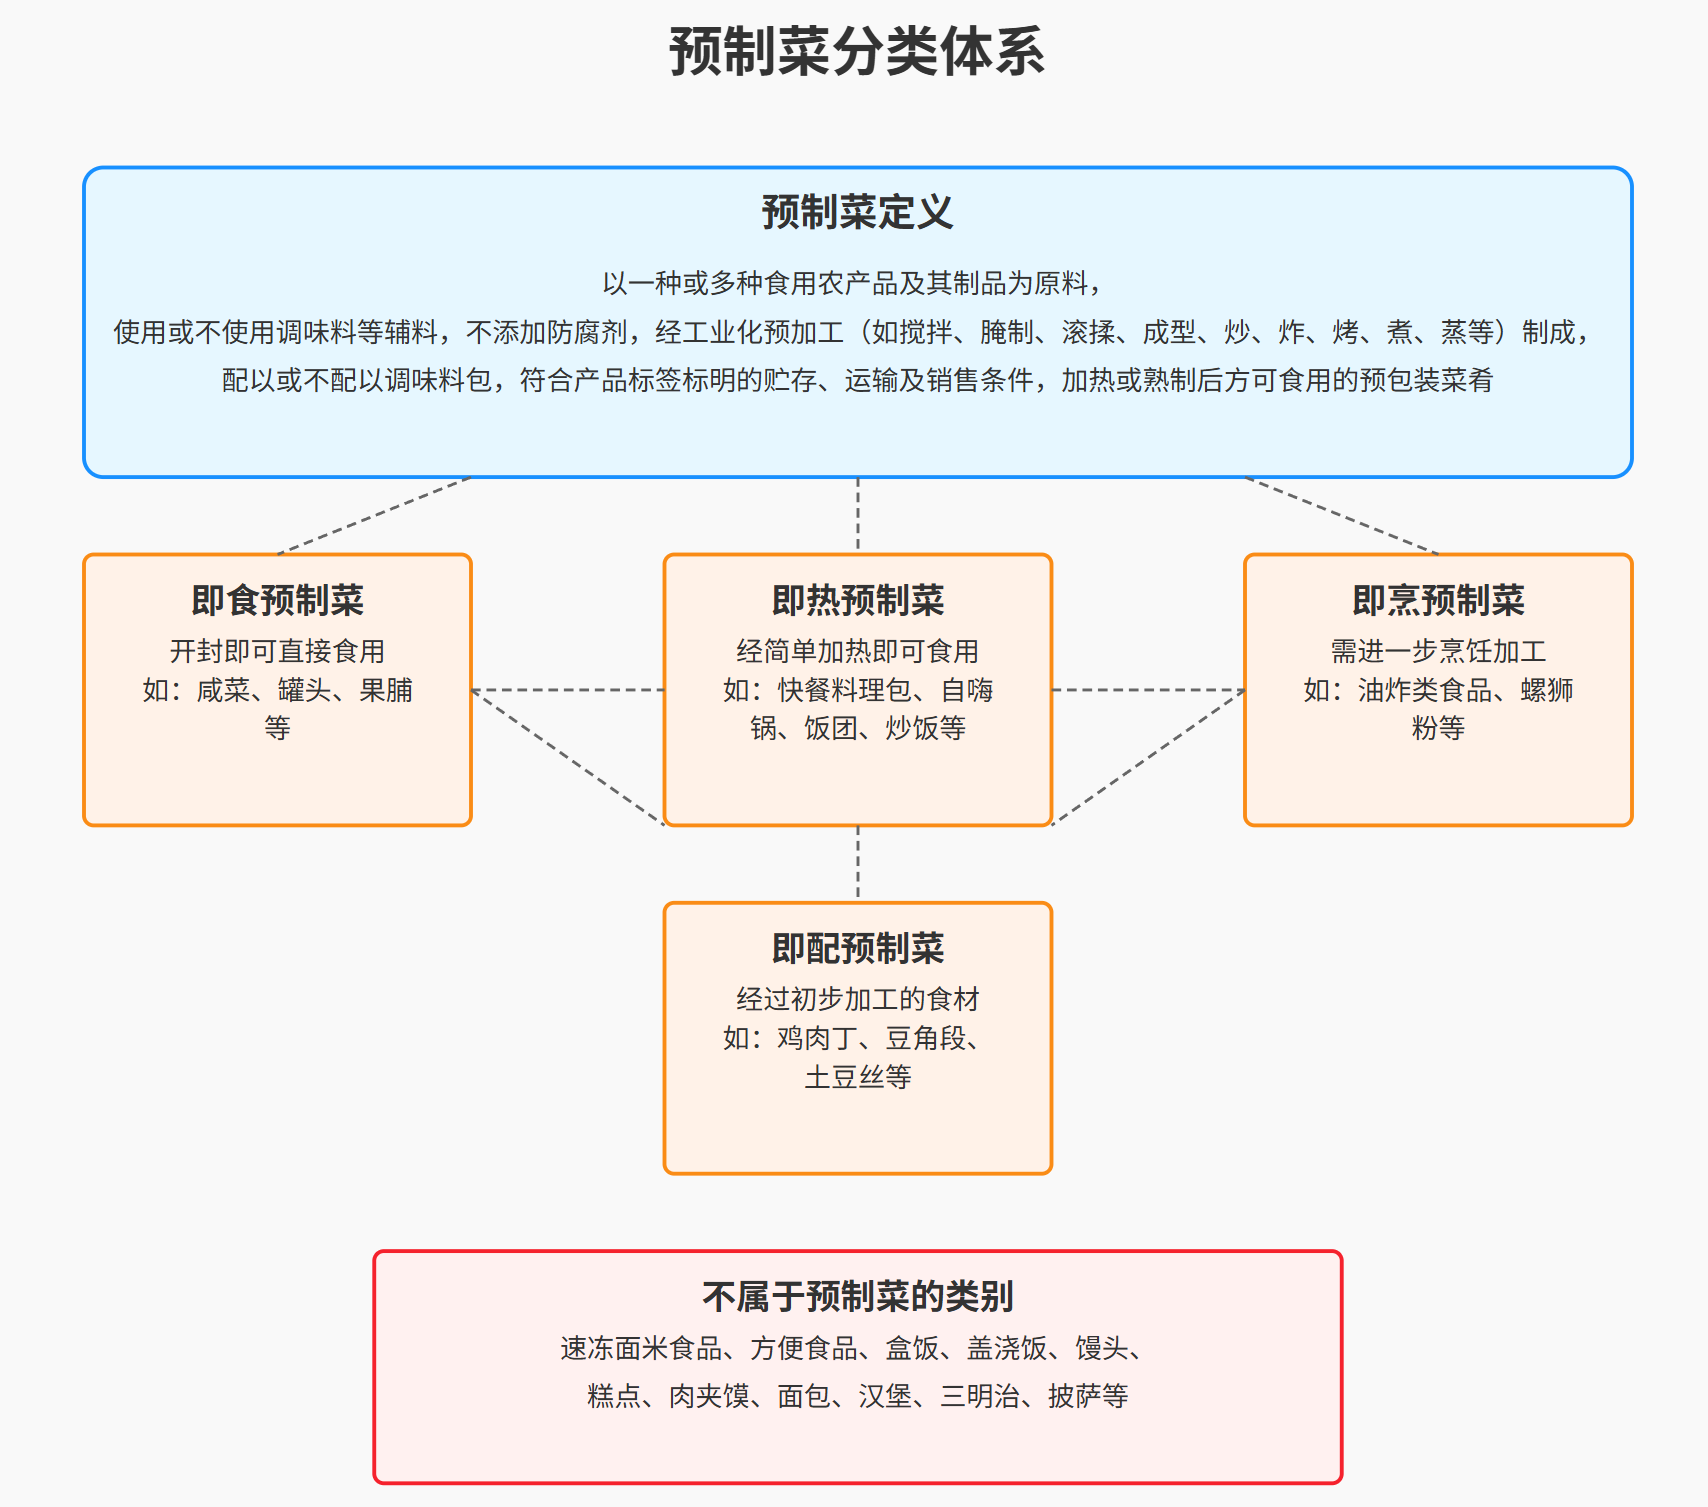 预制菜分类体系
预制菜定义
以一种或多种食用农产品及其制品为原料，
使用或不使用调味料等辅料，不添加防腐剂，经工业化预加工（如搅拌、腌制、滚揉、成型、炒、炸、烤、煮、蒸等）制成，
配以或不配以调味料包，符合产品标签标明的贮存、运输及销售条件，加热或熟制后方可食用的预包装菜肴
即食预制菜
开封即可直接食用
如：咸菜、罐头、果脯
等
即热预制菜
经简单加热即可食用
如：快餐料理包、自嗨
锅、饭团、炒饭等
即烹预制菜
需进一步烹饪加工
如：油炸类食品、螺狮
粉等
即配预制菜
经过初步加工的食材
如：鸡肉丁、豆角段、
土豆丝等
不属于预制菜的类别
速冻面米食品、方便食品、盒饭、盖浇饭、馒头、
糕点、肉夹馍、面包、汉堡、三明治、披萨等